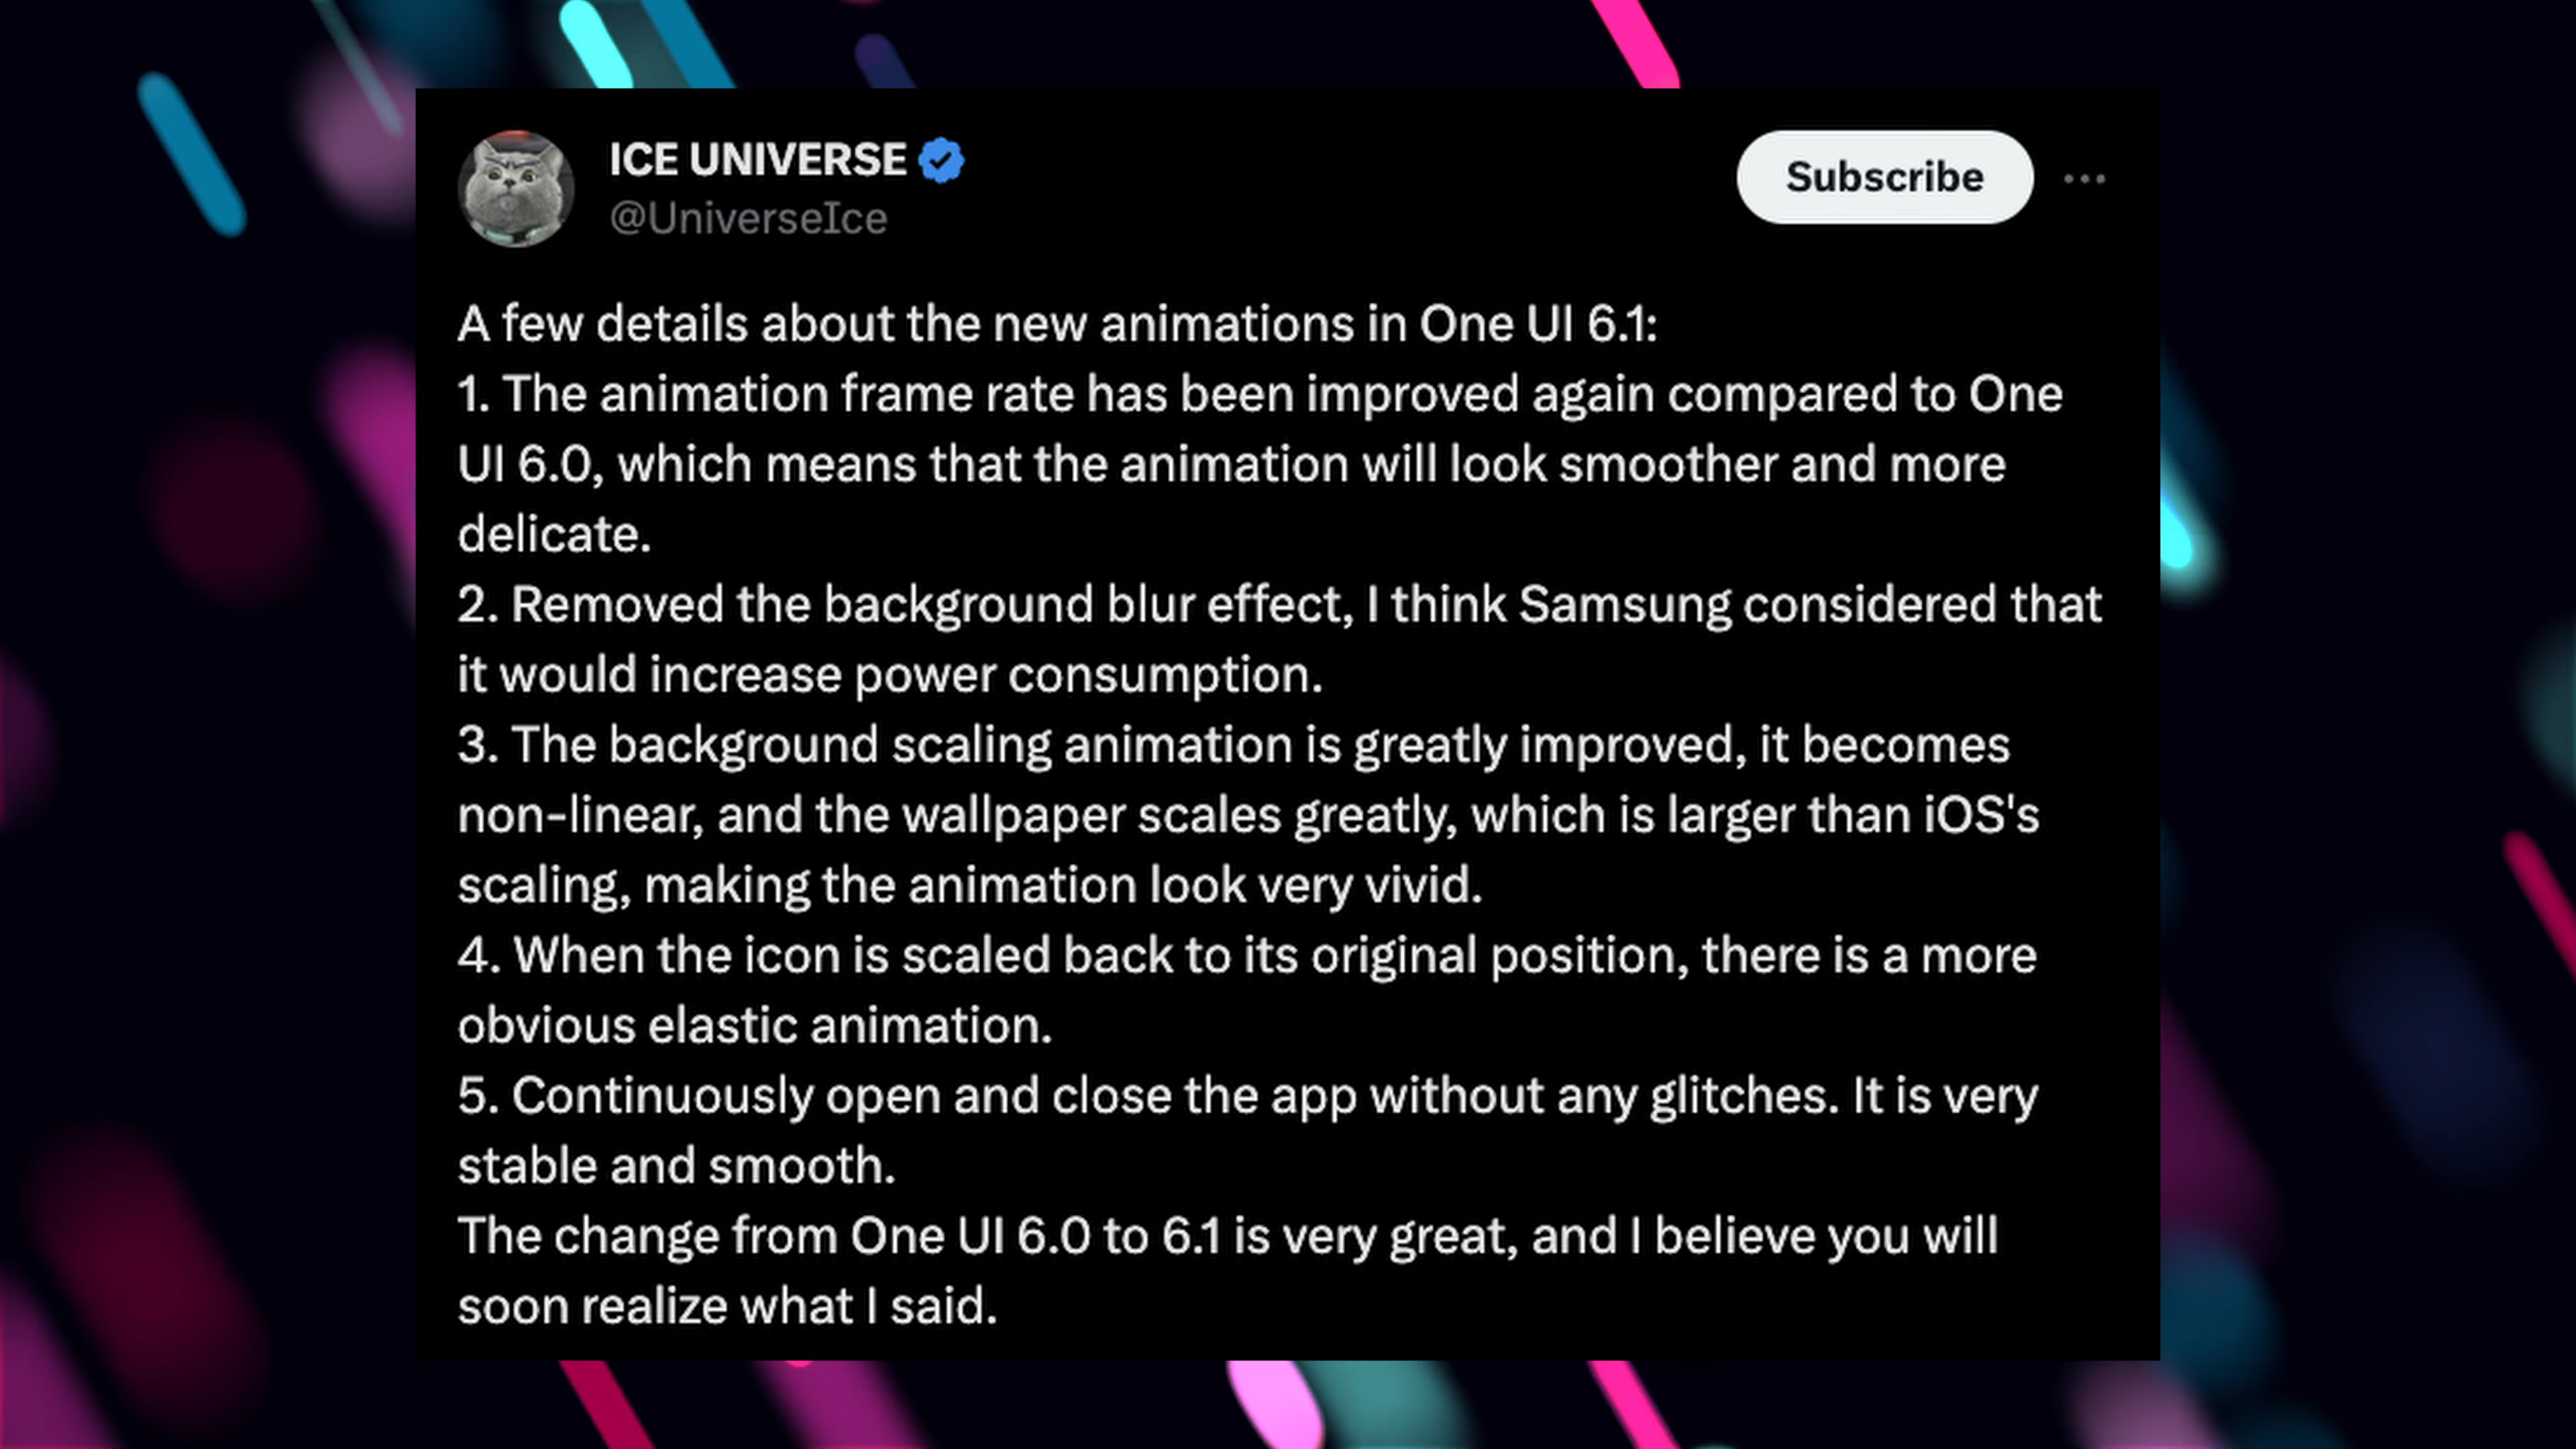 ICE UNIVERSE
@UniverseIce
Subscribe
A few details about the new animations in One UI 6.1:
1. The animation frame rate has been improved again compared to One
UI 6.0, which means that the animation will look smoother and more
delicate.
2. Removed the background blur effect, I think Samsung considered that
it would increase power consumption.
3. The background scaling animation is greatly improved, it becomes
non-linear, and the wallpaper scales greatly, which is larger than iOS's
scaling, making the animation look very vivid.
4. When the icon is scaled back to its original position, there is a more
obvious elastic animation.
5. Continuously open and close the app without any glitches. It is very
stable and smooth.
The change from One UI 6.0 to 6.1 is very great, and I believe you will
soon realize what I said.